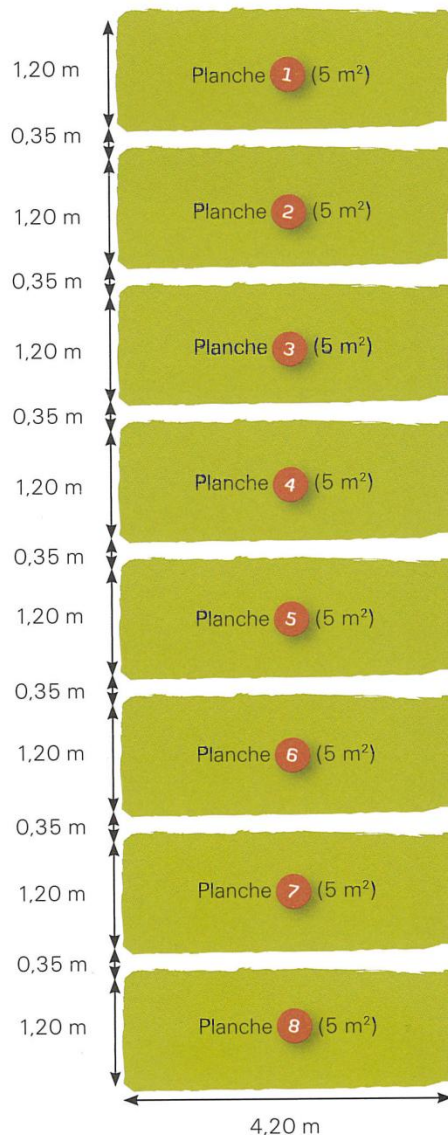 1,20 m
Planche 1 (5 m²)
0,35 m
1,20 m
Planche 2 (5 m²)
0,35 m
1,20 m
Planche 3 (5 m²)
0,35 m
1,20 m
Planche 4 (5 m²)
0,35 m
1,20 m
Planche 5 (5 m²)
0,35 m
1,20 m
Planche 6 (5 m²)
0,35 m
1,20 m
Planche 7 (5 m²)
0,35 m
1,20 m
Planche 8 (5 m²)
4,20 m